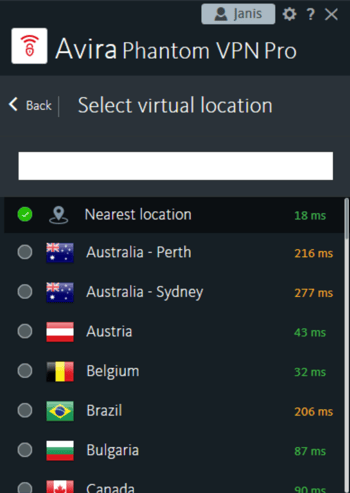 Janis ?
Avira Phantom VPN Pro
Back Select virtual location
Nearest location 18 ms
Australia - Perth 216 ms
Australia - Sydney 277 ms
Austria 43 ms
Belgium 32 ms
Brazil 206 ms
Bulgaria 87 ms
Canada 90 ms